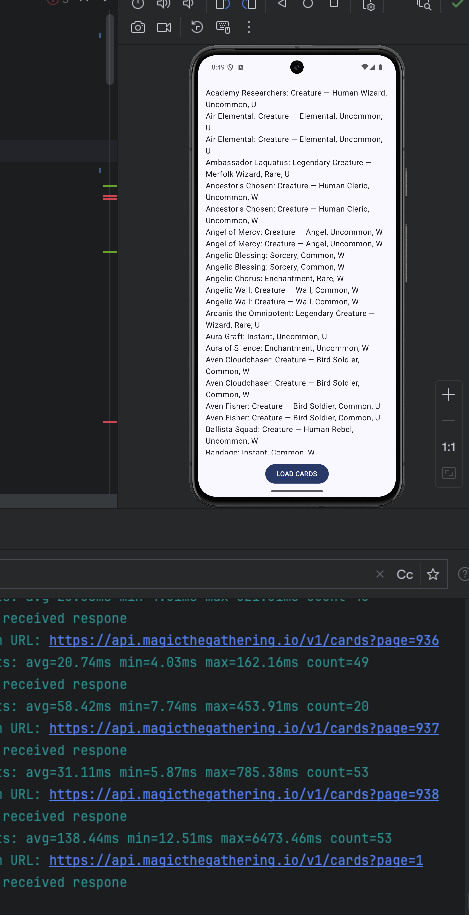 8:49
Academy Researchers: Creature — Human Wizard,
Uncommon, U
Air Elemental: Creature — Elemental, Uncommon,
U
Air Elemental: Creature — Elemental, Uncommon,
U
Ambassador Laquatus: Legendary Creature —
Merfolk Wizard, Rare, U
Ancestor's Chosen: Creature — Human Cleric,
Uncommon, W
Ancestor's Chosen: Creature — Human Cleric,
Uncommon, W
Angel of Mercy: Creature — Angel, Uncommon, W
Angel of Mercy: Creature — Angel, Uncommon, W
Angelic Blessing: Sorcery, Common, W
Angelic Blessing: Sorcery, Common, W
Angelic Chorus: Enchantment, Rare, W
Angelic Wall: Creature — Wall, Common, W
Angelic Wall: Creature — Wall, Common, W
Arcanis the Omnipotent: Legendary Creature —
Wizard, Rare, U
Aura Graft: Instant, Uncommon, U
Aura of Silence: Enchantment, Uncommon, W
Aven Cloudchaser: Creature — Bird Soldier,
Common, W
Aven Cloudchaser: Creature — Bird Soldier,
Common, W
Aven Fisher: Creature — Bird Soldier, Common, U
Aven Fisher: Creature — Bird Soldier, Common, U
Ballista Squad: Creature — Human Rebel,
Uncommon, W
Bandage: Instant, Common, W
LOAD CARDS
1:1
Cc
received respone
URL: https://api.magicthegathering.io/v1/cards?page=936
ts: avg=20.74ms min=4.03ms max=162.16ms count=49
received respone
ts: avg=58.42ms min=7.74ms max=453.91ms count=20
URL: https://api.magicthegathering.io/v1/cards?page=937
received respone
ts: avg=31.11ms min=5.87ms max=785.38ms count=53
URL: https://api.magicthegathering.io/v1/cards?page=938
received respone
ts: avg=138.44ms min=12.51ms max=6473.46ms count=53
URL: https://api.magicthegathering.io/v1/cards?page=1
received respone